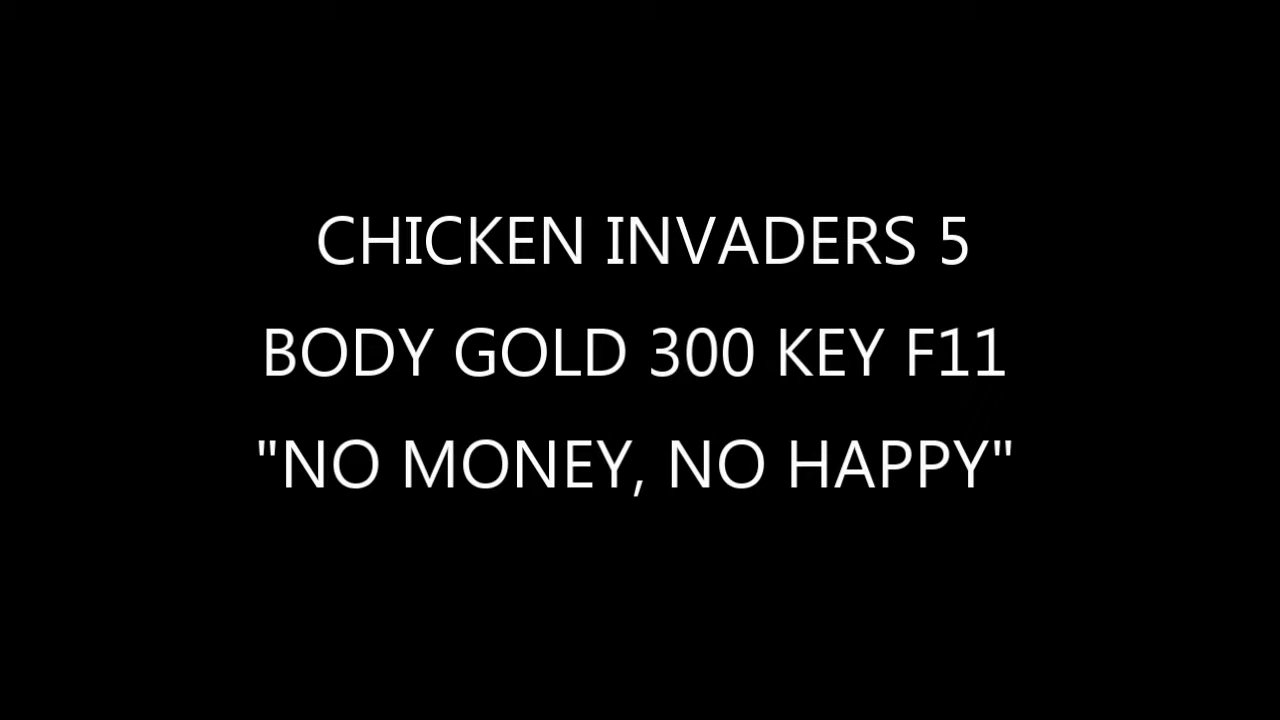 CHICKEN INVADERS 5
BODY GOLD 300 KEY F11
"NO MONEY, NO HAPPY"